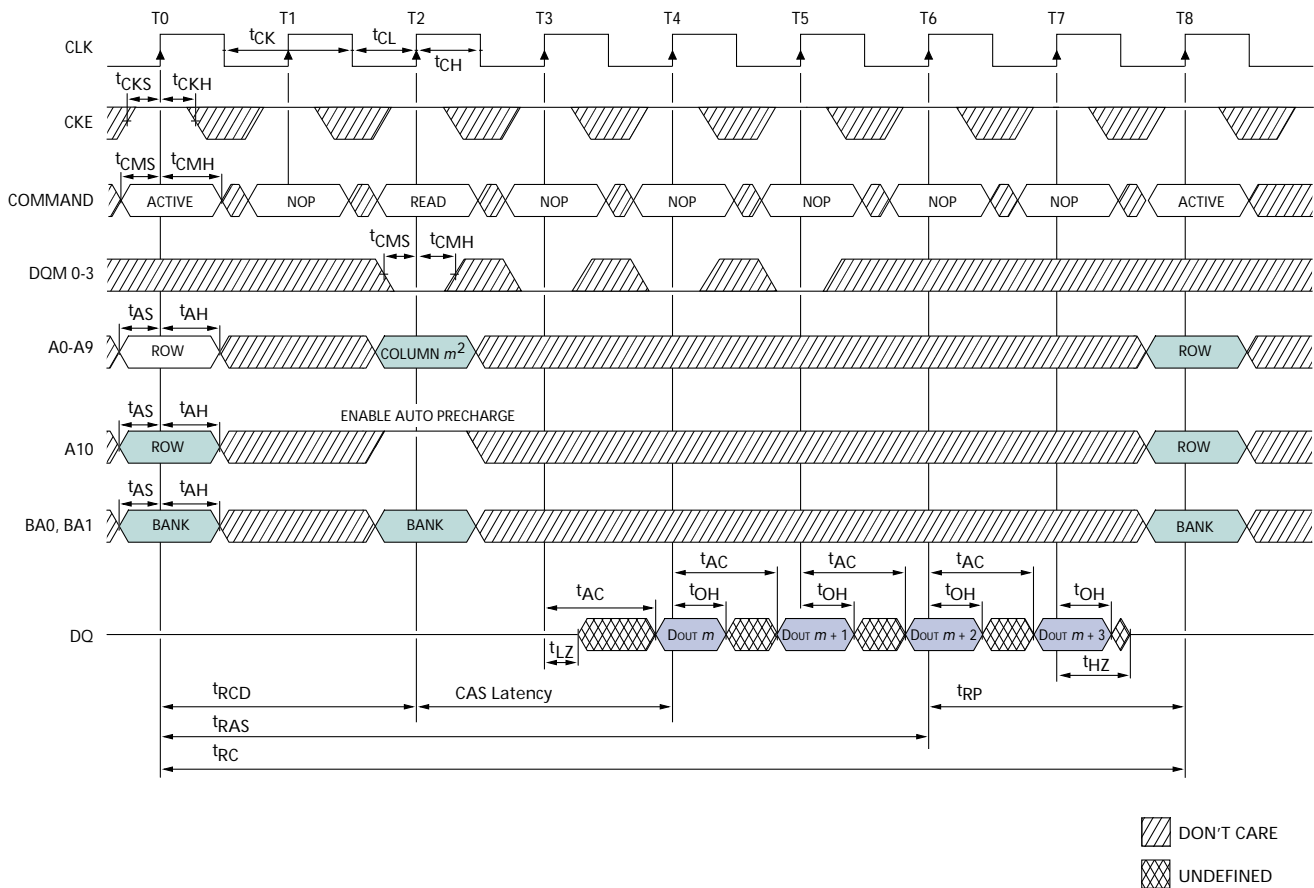 T0 T1 T2 T3 T4 T5 T6 T7 T8
CLK
tCK tCL
tCH
tCKS tCKH
CKE
tCMS tCMH
COMMAND ACTIVE NOP READ NOP NOP NOP NOP NOP ACTIVE
tCMS tCMH
DQM 0-3
tAS tAH
A0-A9 ROW COLUMN m2 ROW
tAS tAH ENABLE AUTO PRECHARGE
A10 ROW ROW
tAS tAH
BA0, BA1 BANK BANK BANK
tAC tAC tAC
tAC tOH tOH tOH tOH
DQ DOUT m DOUT m + 1 DOUT m + 2 DOUT m + 3
tLZ tHZ
tRCD CAS Latency tRP
tRAS
tRC
DON'T CARE
UNDEFINED